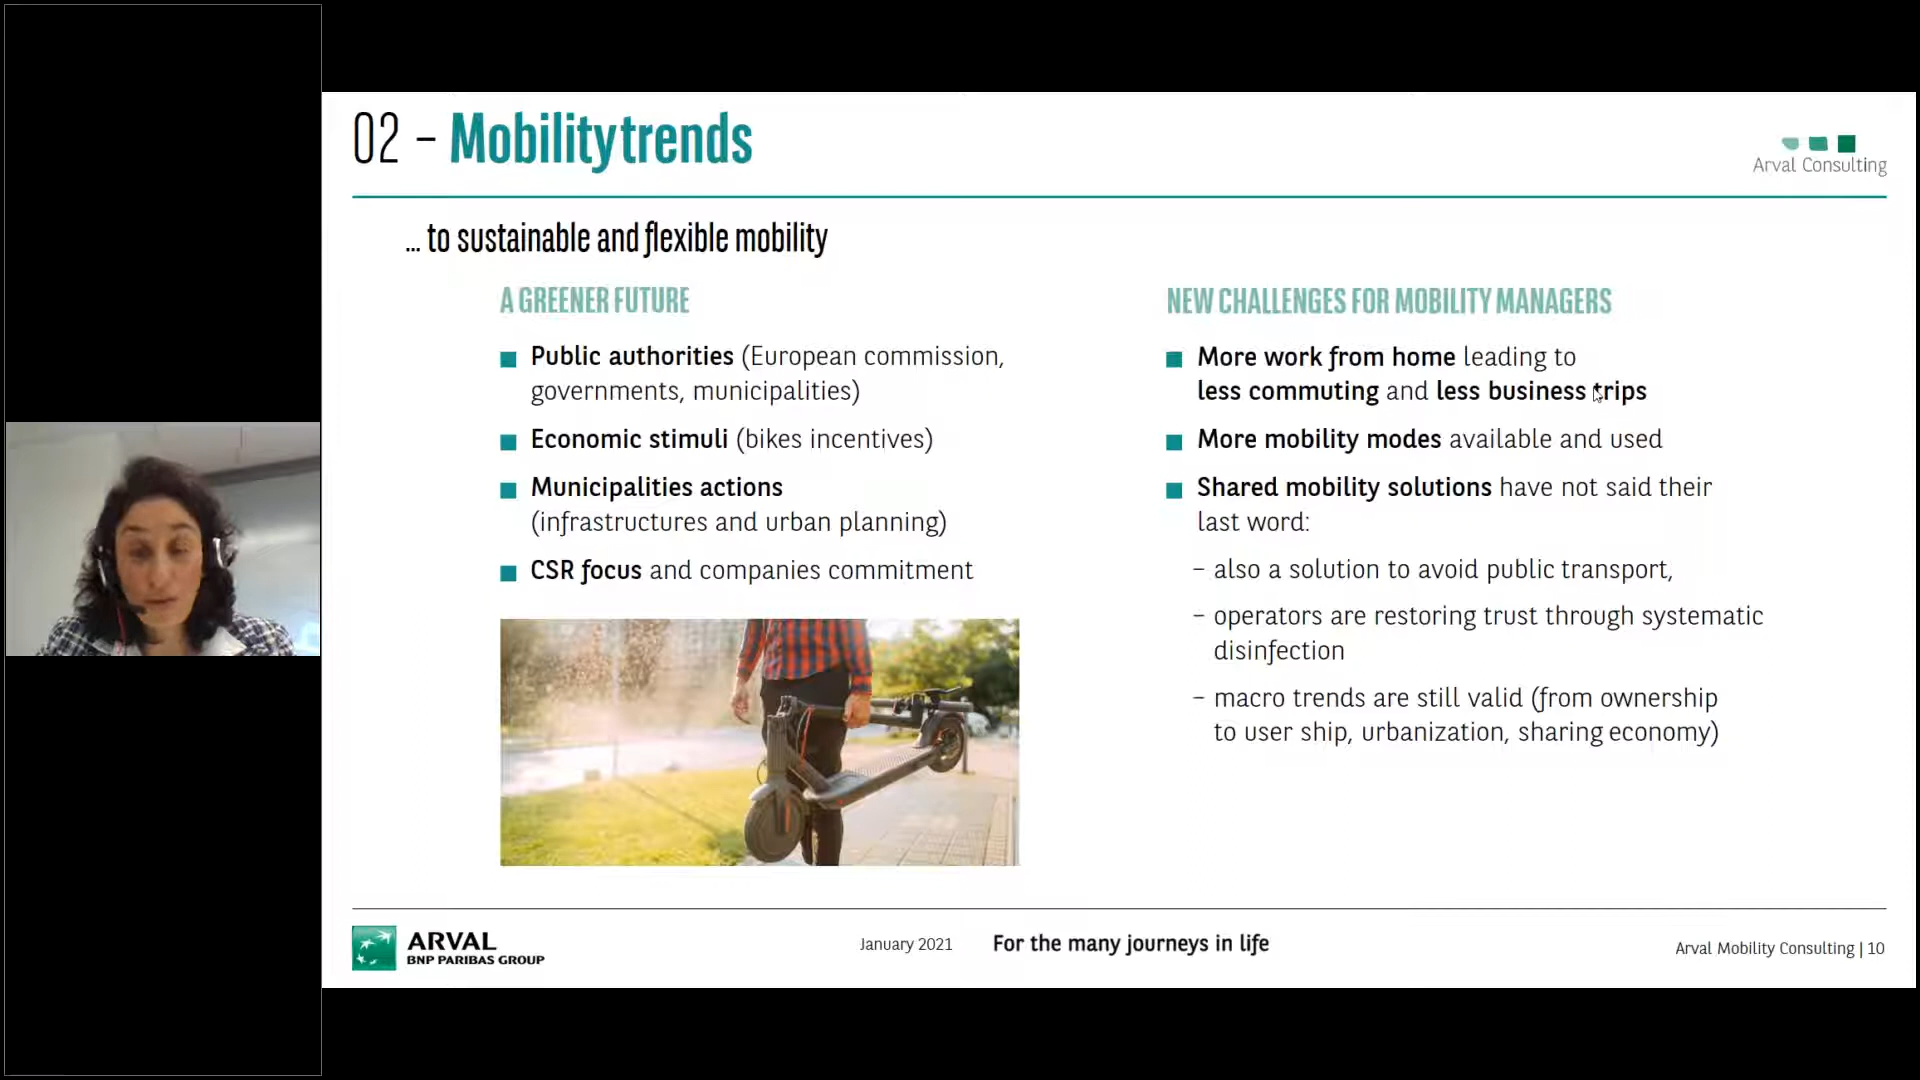 02 – Mobility trends
Arval Consulting
... to sustainable and flexible mobility
A GREENER FUTURE
■ Public authorities (European commission,
governments, municipalities)
■ Economic stimuli (bikes incentives)
■ Municipalities actions
(infrastructures and urban planning)
■ CSR focus and companies commitment
NEW CHALLENGES FOR MOBILITY MANAGERS
■ More work from home leading to
less commuting and less business trips
■ More mobility modes available and used
■ Shared mobility solutions have not said their
last word:
– also a solution to avoid public transport,
– operators are restoring trust through systematic
disinfection
– macro trends are still valid (from ownership
to user ship, urbanization, sharing economy)
ARVAL
BNP PARIBAS GROUP
January 2021
For the many journeys in life
Arval Mobility Consulting | 10